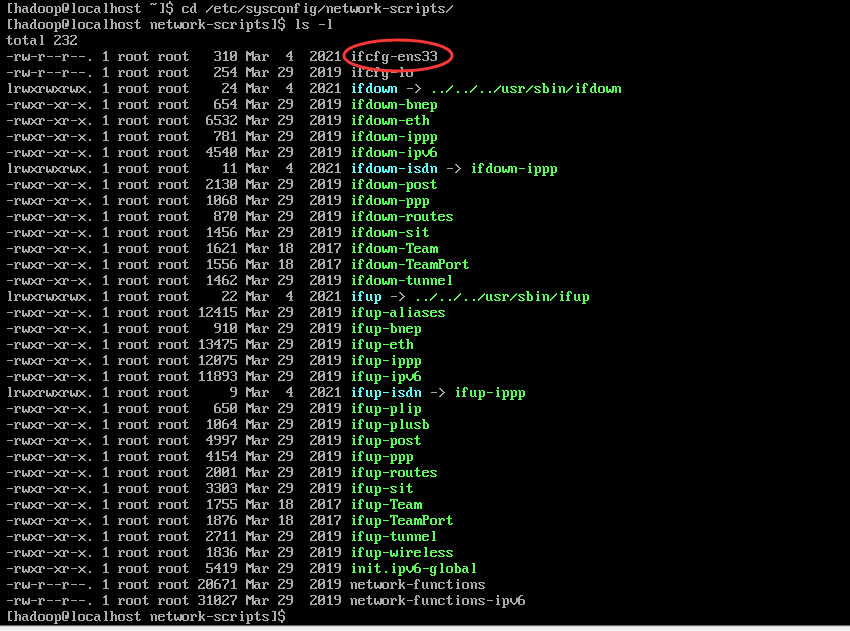 [hadoop@localhost ~]$ cd /etc/sysconfig/network-scripts/
[hadoop@localhost network-scripts]$ ls -l
total 232
-rw-r--r--. 1 root root   310 Mar  4  2021 ifcfg-ens33
-rw-r--r--. 1 root root   254 Mar 29  2019 ifcfg-lo
lrwxrwxrwx. 1 root root    24 Mar  4  2021 ifdown -> ../../../usr/sbin/ifdown
-rwxr-xr-x. 1 root root   654 Mar 29  2019 ifdown-bnep
-rwxr-xr-x. 1 root root  6532 Mar 29  2019 ifdown-eth
-rwxr-xr-x. 1 root root   781 Mar 29  2019 ifdown-ippp
-rwxr-xr-x. 1 root root  4540 Mar 29  2019 ifdown-ipv6
lrwxrwxrwx. 1 root root    11 Mar  4  2021 ifdown-isdn -> ifdown-ippp
-rwxr-xr-x. 1 root root  2130 Mar 29  2019 ifdown-post
-rwxr-xr-x. 1 root root  1068 Mar 29  2019 ifdown-ppp
-rwxr-xr-x. 1 root root   870 Mar 29  2019 ifdown-routes
-rwxr-xr-x. 1 root root  1456 Mar 29  2019 ifdown-sit
-rwxr-xr-x. 1 root root  1621 Mar 18  2017 ifdown-Team
-rwxr-xr-x. 1 root root  1556 Mar 18  2017 ifdown-TeamPort
-rwxr-xr-x. 1 root root  1462 Mar 29  2019 ifdown-tunnel
lrwxrwxrwx. 1 root root    22 Mar  4  2021 ifup -> ../../../usr/sbin/ifup
-rwxr-xr-x. 1 root root 12415 Mar 29  2019 ifup-aliases
-rwxr-xr-x. 1 root root   910 Mar 29  2019 ifup-bnep
-rwxr-xr-x. 1 root root 13475 Mar 29  2019 ifup-eth
-rwxr-xr-x. 1 root root 12075 Mar 29  2019 ifup-ippp
-rwxr-xr-x. 1 root root 11893 Mar 29  2019 ifup-ipv6
lrwxrwxrwx. 1 root root     9 Mar  4  2021 ifup-isdn -> ifup-ippp
-rwxr-xr-x. 1 root root   650 Mar 29  2019 ifup-plip
-rwxr-xr-x. 1 root root  1064 Mar 29  2019 ifup-plusb
-rwxr-xr-x. 1 root root  4997 Mar 29  2019 ifup-post
-rwxr-xr-x. 1 root root  4154 Mar 29  2019 ifup-ppp
-rwxr-xr-x. 1 root root  2001 Mar 29  2019 ifup-routes
-rwxr-xr-x. 1 root root  3303 Mar 29  2019 ifup-sit
-rwxr-xr-x. 1 root root  1755 Mar 18  2017 ifup-Team
-rwxr-xr-x. 1 root root  1876 Mar 18  2017 ifup-TeamPort
-rwxr-xr-x. 1 root root  2711 Mar 29  2019 ifup-tunnel
-rwxr-xr-x. 1 root root  1836 Mar 29  2019 ifup-wireless
-rwxr-xr-x. 1 root root  5419 Mar 29  2019 init.ipv6-global
-rw-r--r--. 1 root root 20671 Mar 29  2019 network-functions
-rw-r--r--. 1 root root 31027 Mar 29  2019 network-functions-ipv6
[hadoop@localhost network-scripts]$